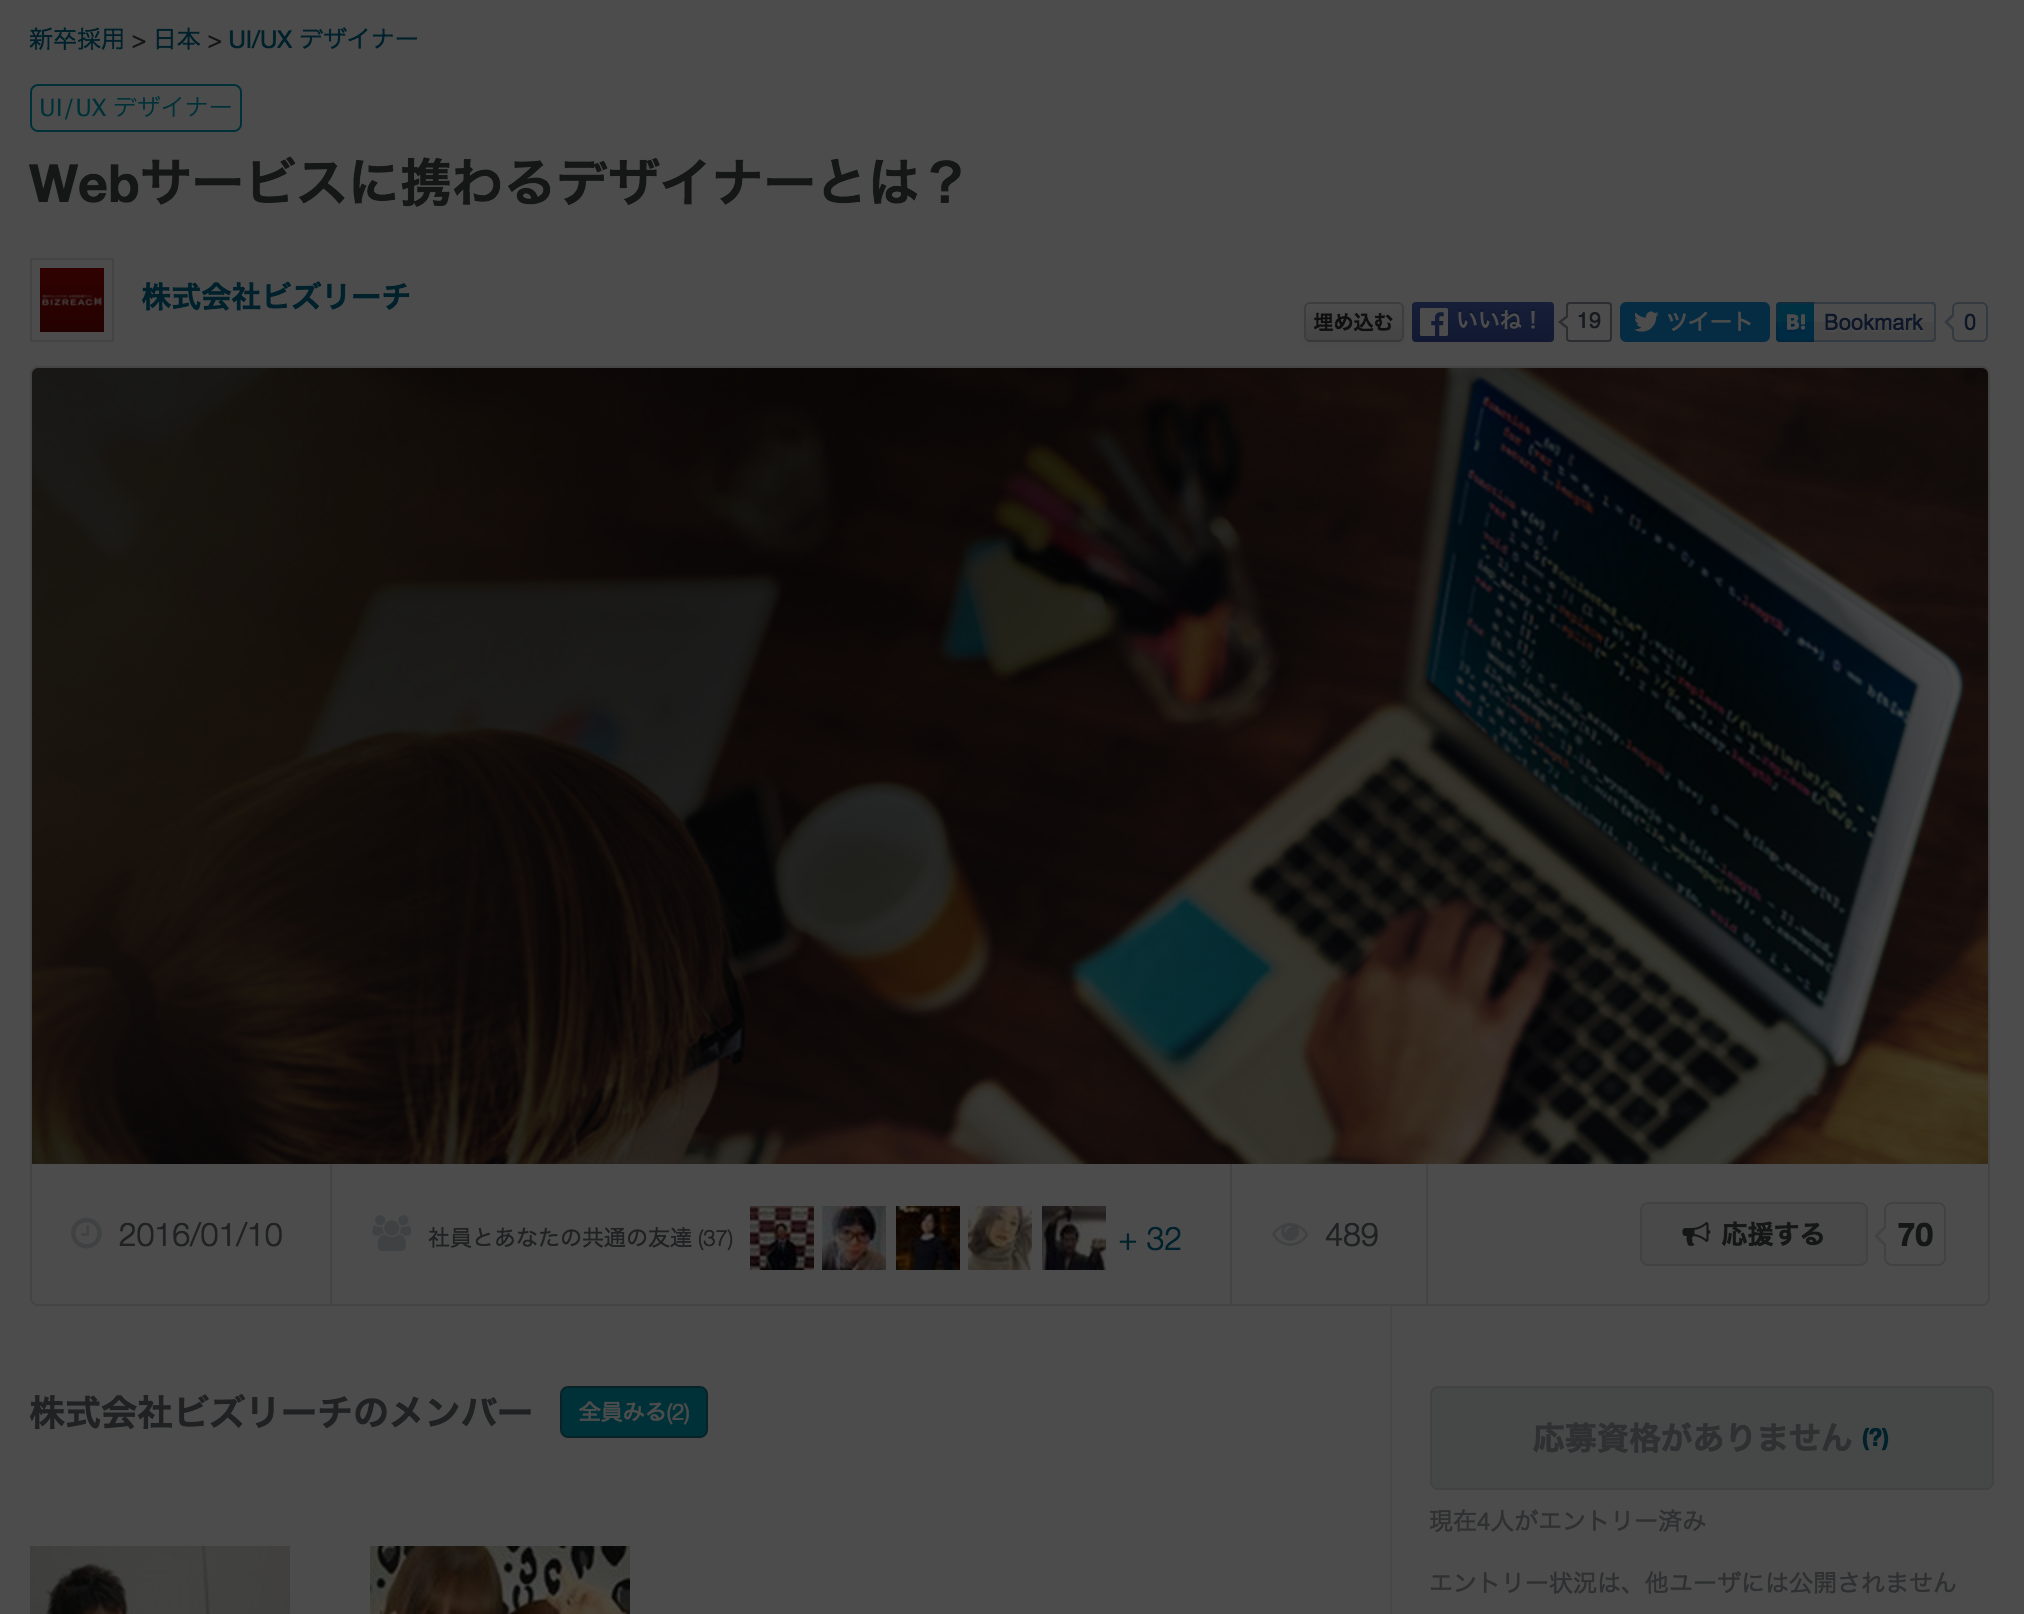 新卒採用 > 日本 > UI/UX デザイナー
UI/UX デザイナー
Webサービスに携わるデザイナーとは？
BIZREACH
株式会社ビズリーチ
埋め込む
いいね！ 19
ツイート
B! Bookmark 0
2016/01/10
社員とあなたの共通の友達 (37)
+ 32
489
応援する 70
株式会社ビズリーチのメンバー
全員みる(2)
応募資格がありません (?)
現在4人がエントリー済み
エントリー状況は、他ユーザには公開されません